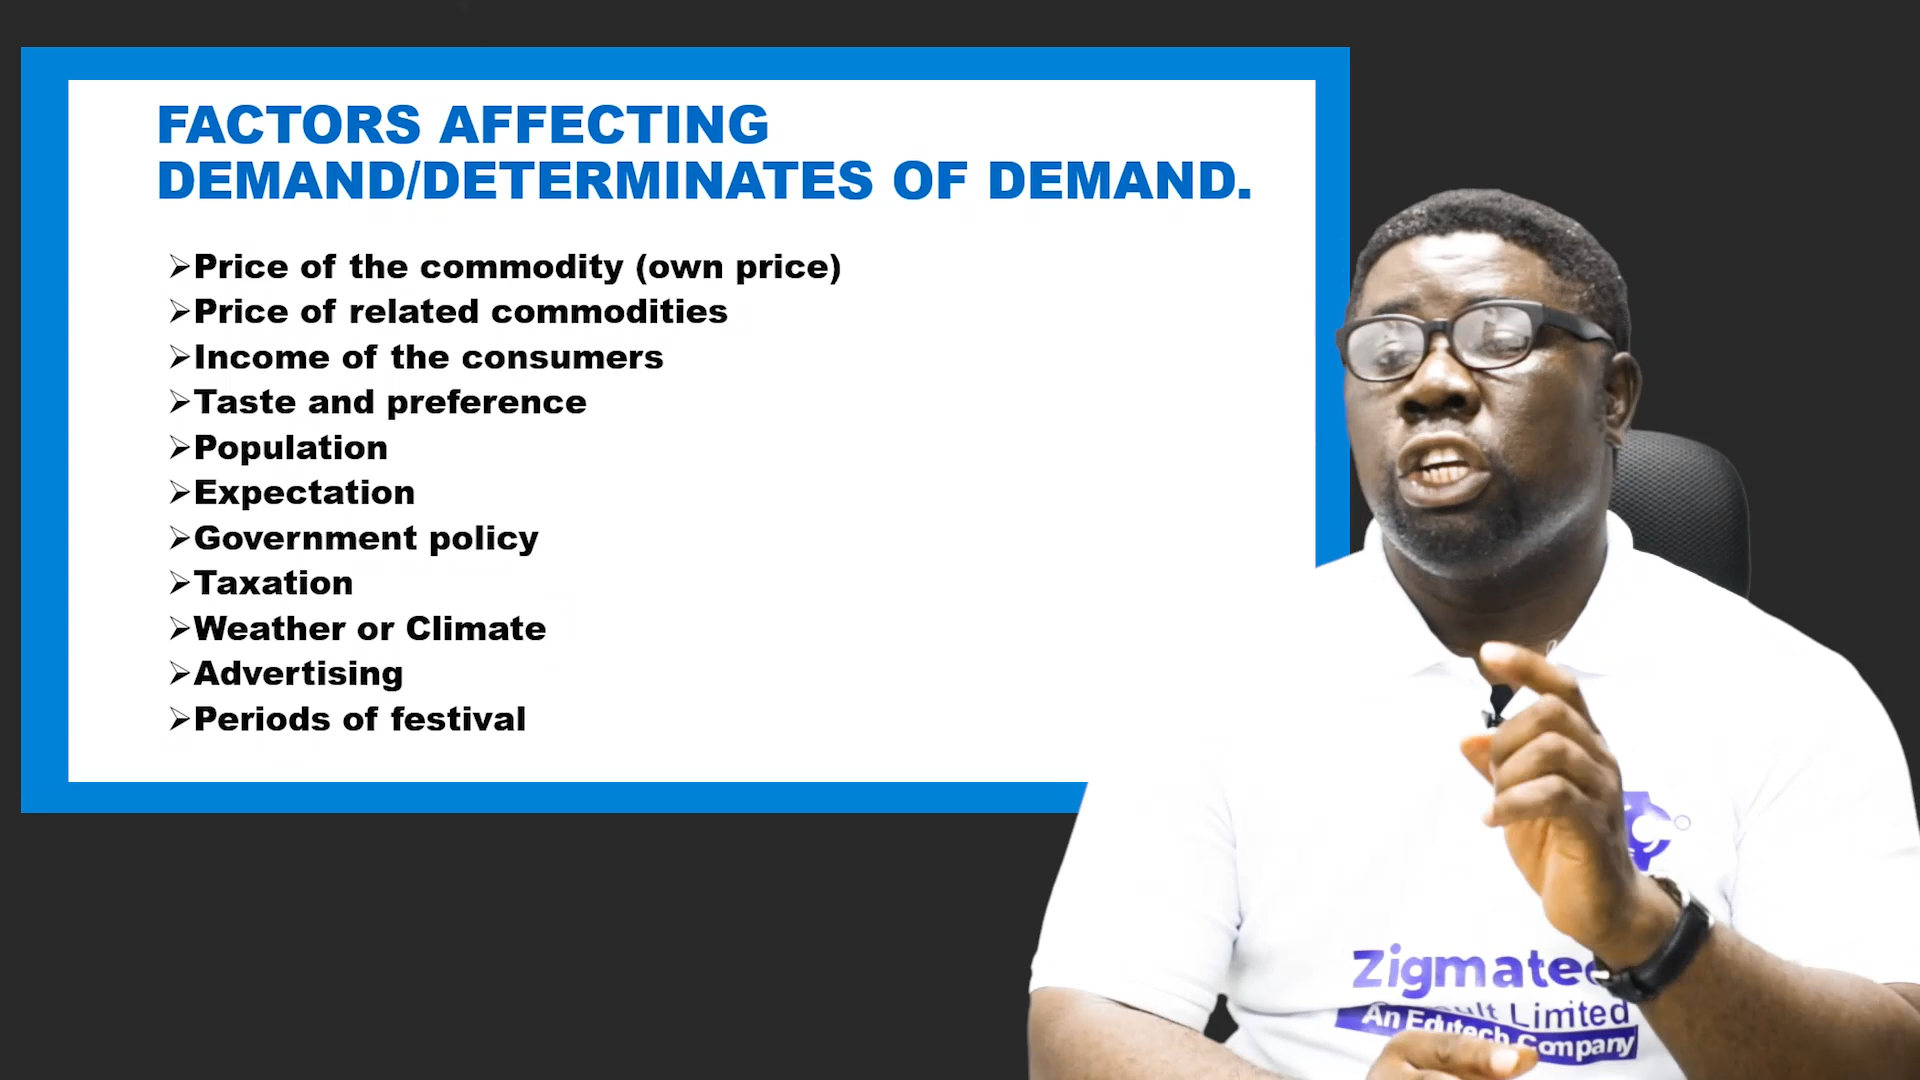 FACTORS AFFECTING
DEMAND/DETERMINATES OF DEMAND.
➢Price of the commodity (own price)
➢Price of related commodities
➢Income of the consumers
➢Taste and preference
➢Population
➢Expectation
➢Government policy
➢Taxation
➢Weather or Climate
➢Advertising
➢Periods of festival
Limited
An Edutech Company